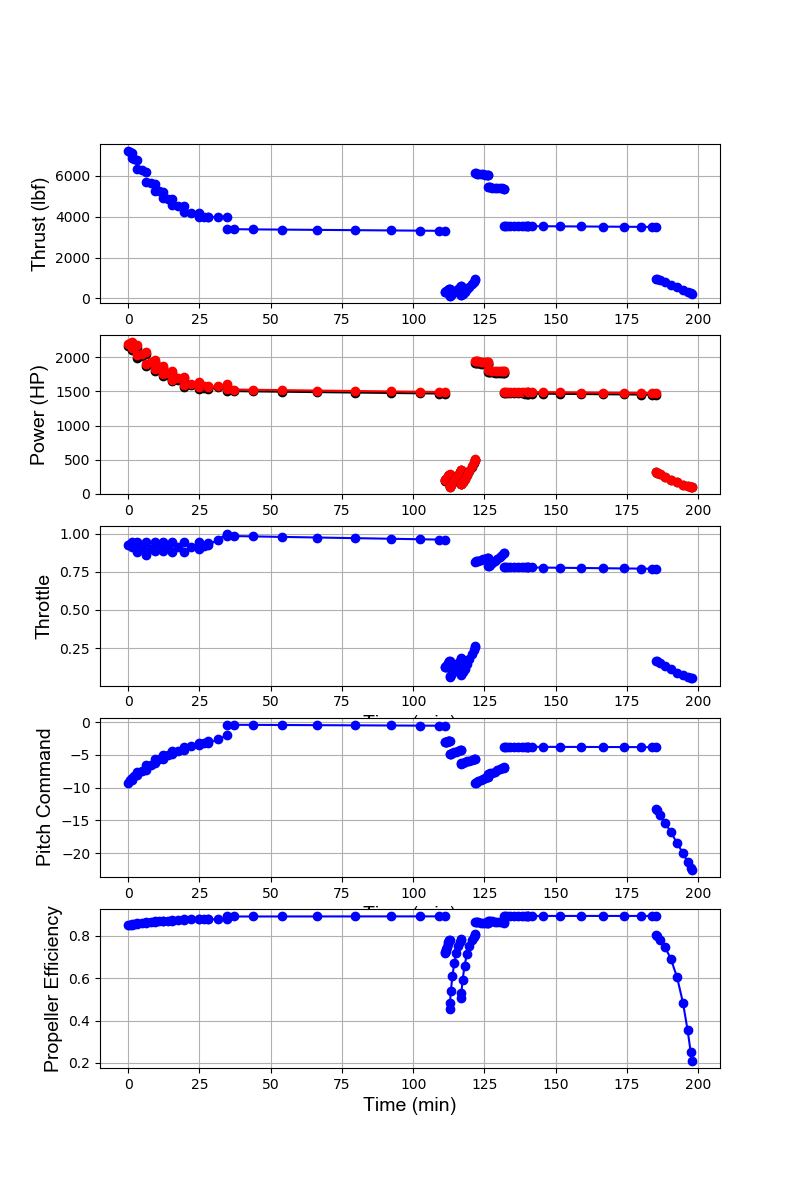 Thrust (lbf)
6000
4000
2000
0
0 25 50 75 100 125 150 175 200
Power (HP)
2000
1500
1000
500
0
0 25 50 75 100 125 150 175 200
Throttle
1.00
0.75
0.50
0.25
0 25 50 75 100 125 150 175 200
Time (min)
Pitch Command
0
−5
−10
−15
−20
0 25 50 75 100 125 150 175 200
Time (min)
Propeller Efficiency
0.8
0.6
0.4
0.2
0 25 50 75 100 125 150 175 200
Time (min)